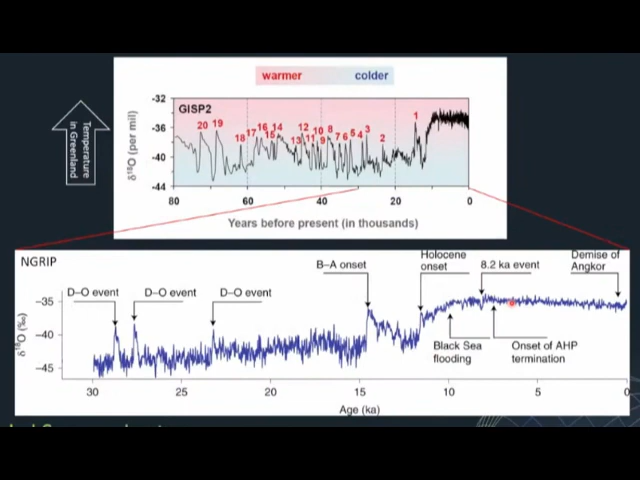 warmer colder
GISP2
Temperature
in Greenland
δ¹⁸O (per mil)
-32
-36
-40
-44
20 19 18 17 16 15 14 13 12 11 10 9 8 7 6 5 4 3 2 1
80 60 40 20 0
Years before present (in thousands)
NGRIP
D–O event
D–O event
D–O event
B–A onset
Holocene
onset
8.2 ka event
Demise of
Angkor
Black Sea
flooding
Onset of AHP
termination
δ¹⁸O (‰)
−35
−40
−45
30 25 20 15 10 5 0
Age (ka)